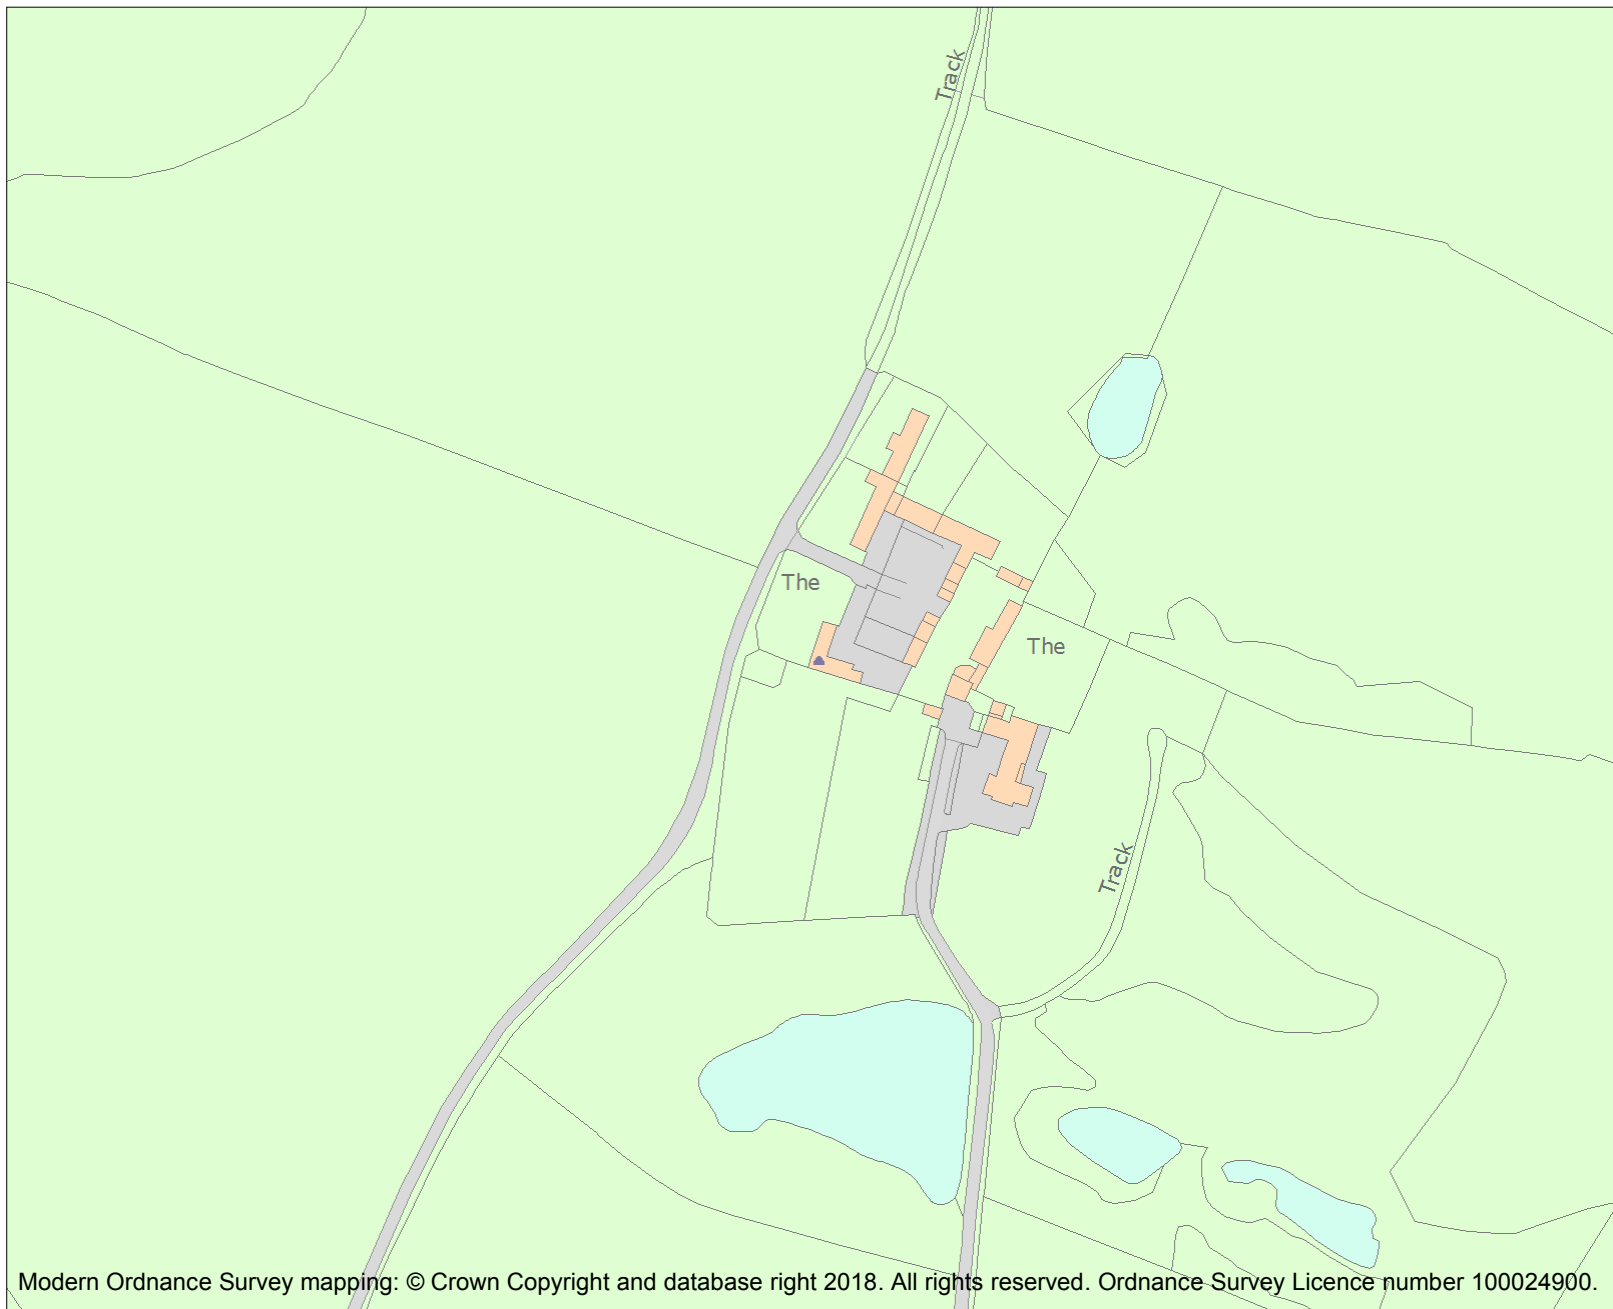 Track
The
The
Track
Modern Ordnance Survey mapping: © Crown Copyright and database right 2018. All rights reserved. Ordnance Survey Licence number 100024900.